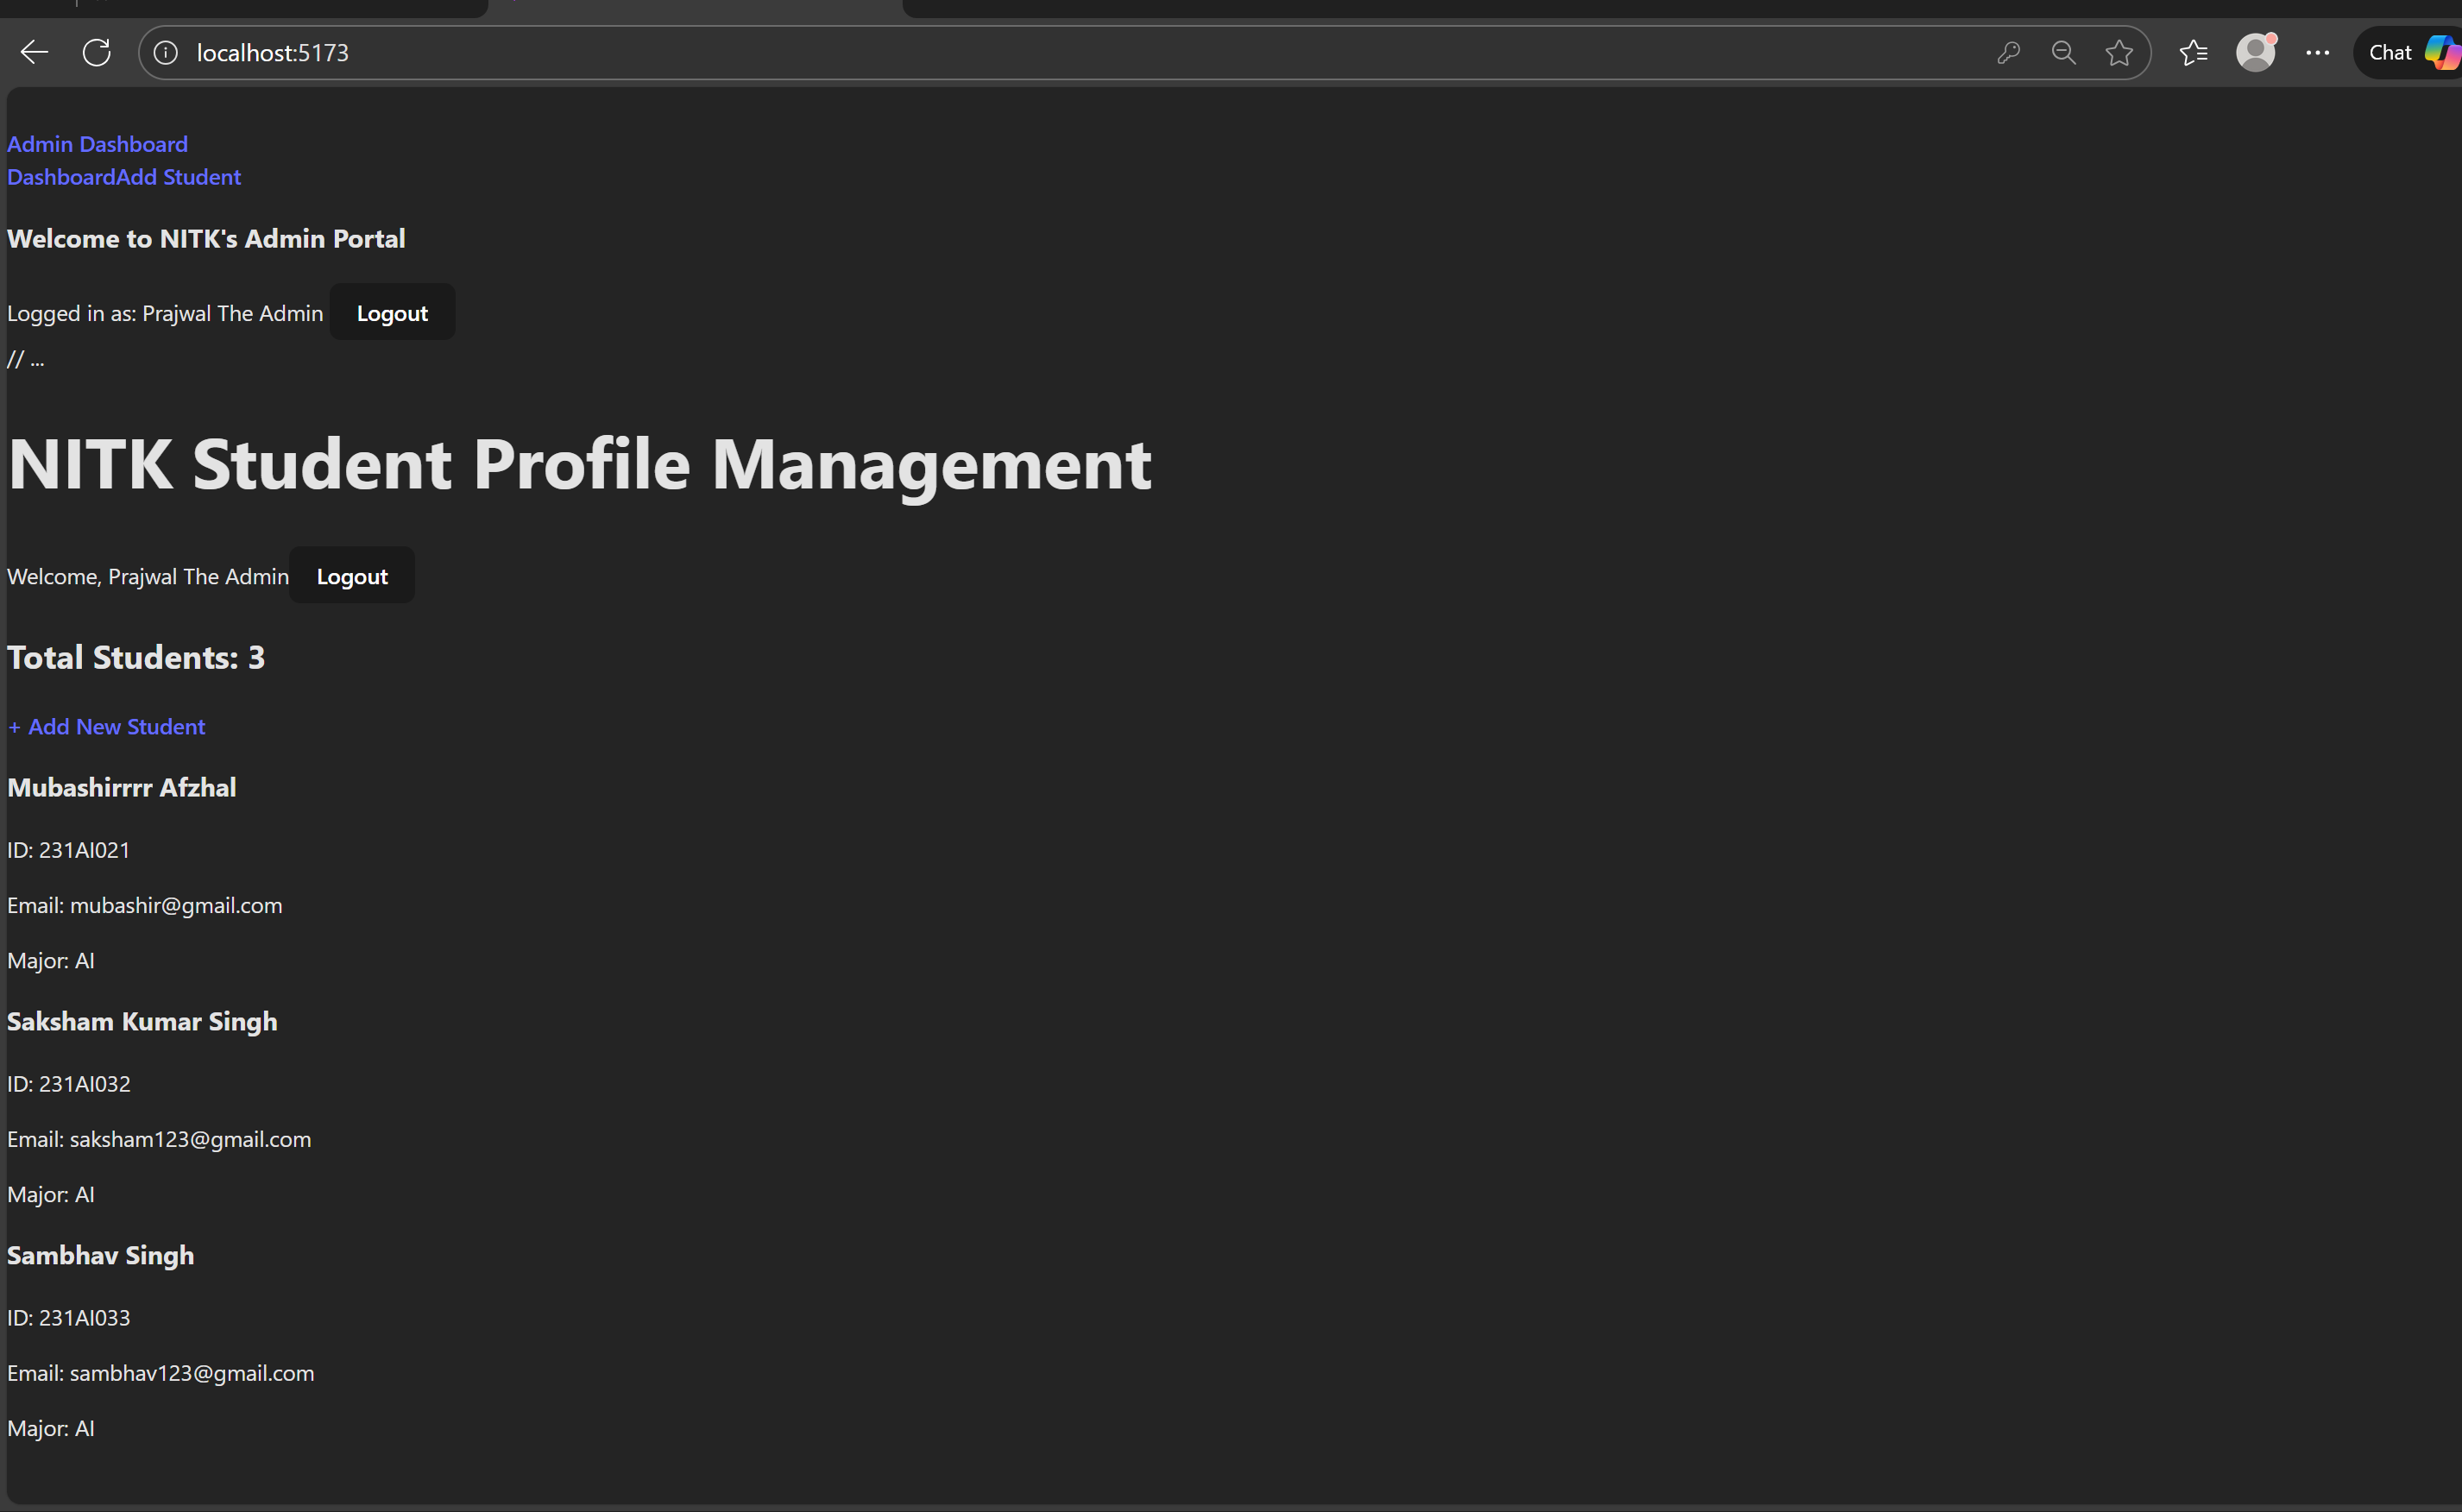 localhost:5173
Chat
Admin Dashboard
DashboardAdd Student
Welcome to NITK's Admin Portal
Logged in as: Prajwal The Admin Logout
// ...
NITK Student Profile Management
Welcome, Prajwal The Admin Logout
Total Students: 3
+ Add New Student
Mubashirrrr Afzhal
ID: 231AI021
Email: mubashir@gmail.com
Major: AI
Saksham Kumar Singh
ID: 231AI032
Email: saksham123@gmail.com
Major: AI
Sambhav Singh
ID: 231AI033
Email: sambhav123@gmail.com
Major: AI